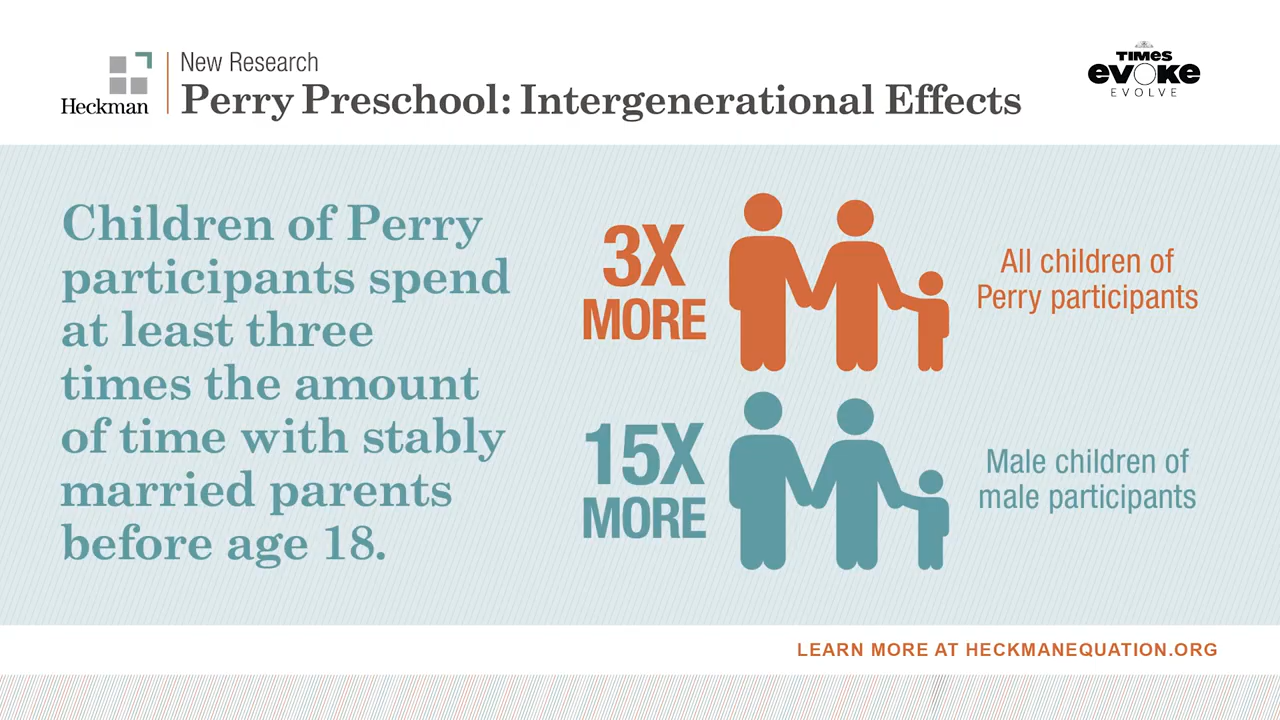 Heckman
New Research
Perry Preschool: Intergenerational Effects
TIMES
evoke
EVOLVE
Children of Perry
participants spend
at least three
times the amount
of time with stably
married parents
before age 18.
3X
MORE
All children of
Perry participants
15X
MORE
Male children of
male participants
LEARN MORE AT HECKMANEQUATION.ORG